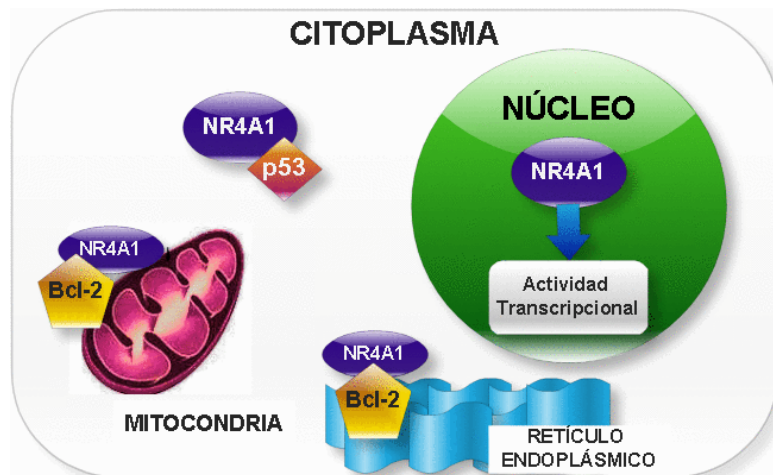 CITOPLASMA
NÚCLEO
NR4A1
p53
NR4A1
Actividad
Transcripcional
NR4A1
Bcl-2
MITOCONDRIA
NR4A1
Bcl-2
RETÍCULO
ENDOPLÁSMICO